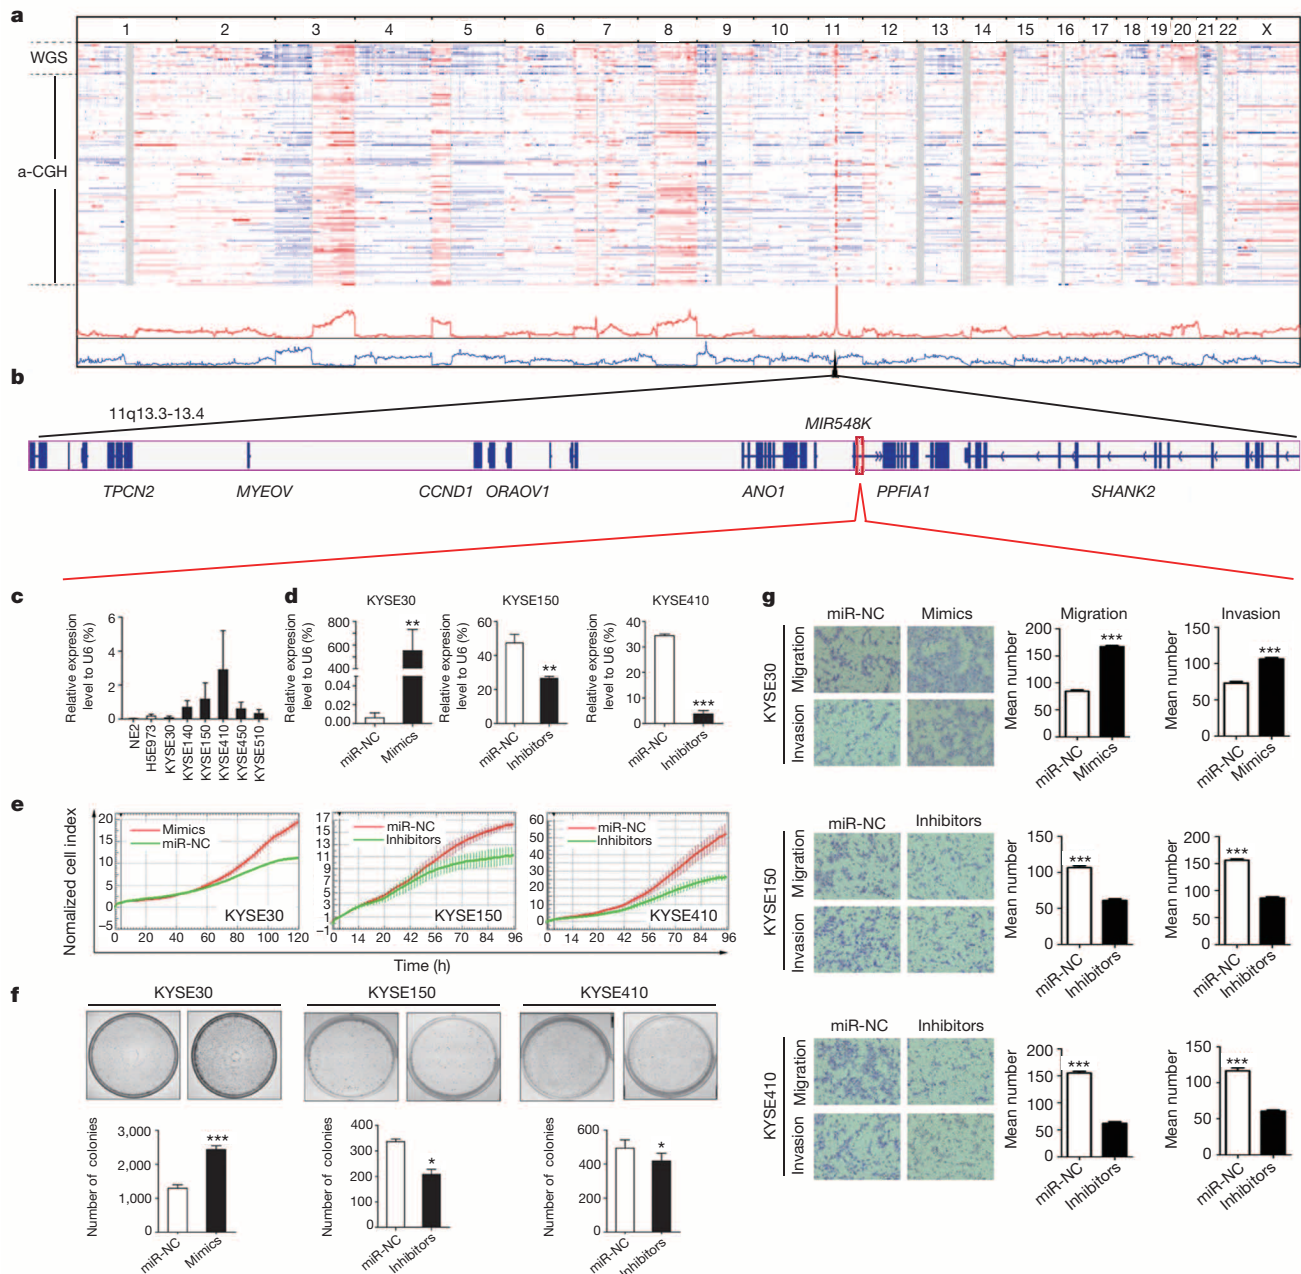 a
1 2 3 4 5 6 7 8 9 10 11 12 13 14 15 16 17 18 19 20 21 22 X
WGS
a-CGH
b
11q13.3-13.4
MIR548K
TPCN2 MYEOV CCND1 ORAOV1 ANO1 PPFIA1 SHANK2
c
Relative expression
level to U6 (%)
6
4
2
0
NE2
H5E973
KYSE30
KYSE140
KYSE150
KYSE410
KYSE450
KYSE510
d
KYSE30
Relative expression
level to U6 (%)
800
600
400
200
0.04
0.02
0.00
**
miR-NC
Mimics
KYSE150
Relative expression
level to U6 (%)
60
40
20
0
**
miR-NC
Inhibitors
KYSE410
Relative expression
level to U6 (%)
40
30
20
10
0
***
miR-NC
Inhibitors
e
Nomalized cell index
20
15
10
5
0
−5
Mimics
miR-NC
KYSE30
0 20 40 60 80 100 120
17
15
13
11
9
7
5
3
1
−1
miR-NC
Inhibitors
KYSE150
0 14 28 42 56 70 84 96
60
50
40
30
20
10
0
miR-NC
Inhibitors
KYSE410
0 14 28 42 56 70 84 96
Time (h)
f
KYSE30 KYSE150 KYSE410
Number of colonies
3,000
2,000
1,000
0
***
miR-NC
Mimics
Number of colonies
400
300
200
100
0
*
miR-NC
Inhibitors
Number of colonies
600
400
200
0
*
miR-NC
Inhibitors
g
miR-NC Mimics
KYSE30
Migration
Invasion
Migration
Mean number
200
150
100
50
0
***
miR-NC
Mimics
Invasion
Mean number
150
100
50
0
***
miR-NC
Mimics
miR-NC Inhibitors
KYSE150
Migration
Invasion
Mean number
150
100
50
0
***
miR-NC
Inhibitors
Mean number
200
150
100
50
0
***
miR-NC
Inhibitors
miR-NC Inhibitors
KYSE410
Migration
Invasion
Mean number
200
150
100
50
0
***
miR-NC
Inhibitors
Mean number
150
100
50
0
***
miR-NC
Inhibitors